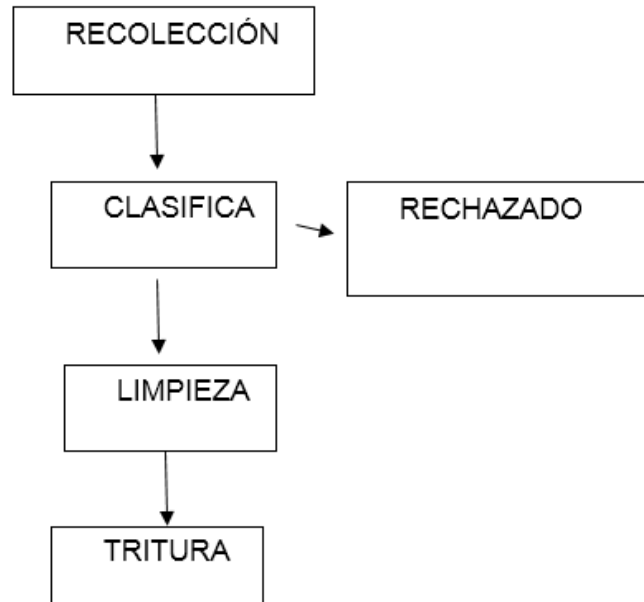 RECOLECCIÓN
CLASIFICA
RECHAZADO
LIMPIEZA
TRITURA